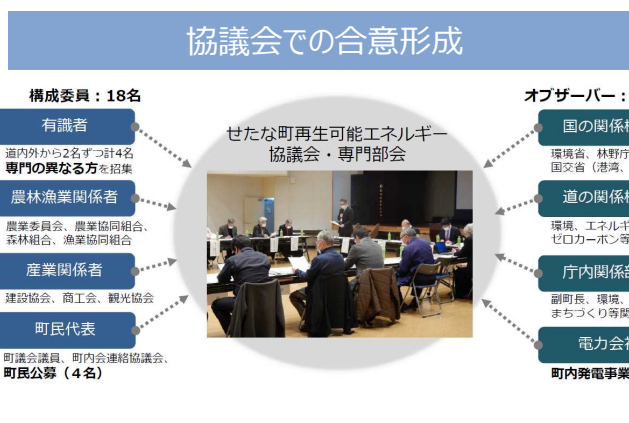 協議会での合意形成
構成委員：18名
有識者
道内外から2名ずつ計4名
専門の異なる方を招集
農林漁業関係者
農業委員会、農業協同組合、
森林組合、漁業協同組合
産業関係者
建設協会、商工会、観光協会
町民代表
町議会議員、町内会連絡協議会、
町民公募（4名）
せたな町再生可能エネルギー
協議会・専門部会
オブザーバー：
国の関係
環境省、林野庁
国交省（港湾、
道の関係
環境、エネルギ
ゼロカーボン等
庁内関係部
副町長、環境、
まちづくり等関
電力会社
町内発電事業